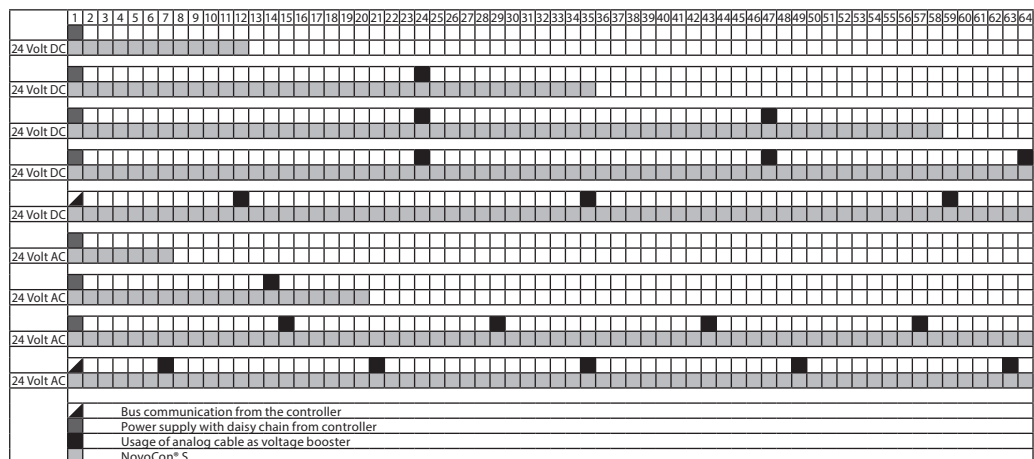 1 2 3 4 5 6 7 8 9 10 11 12 13 14 15 16 17 18 19 20 21 22 23 24 25 26 27 28 29 30 31 32 33 34 35 36 37 38 39 40 41 42 43 44 45 46 47 48 49 50 51 52 53 54 55 56 57 58 59 60 61 62 63 64
24 Volt DC
24 Volt DC
24 Volt DC
24 Volt DC
24 Volt DC
24 Volt AC
24 Volt AC
24 Volt AC
24 Volt AC
Bus communication from the controller
Power supply with daisy chain from controller
Usage of analog cable as voltage booster
NovoCon® S